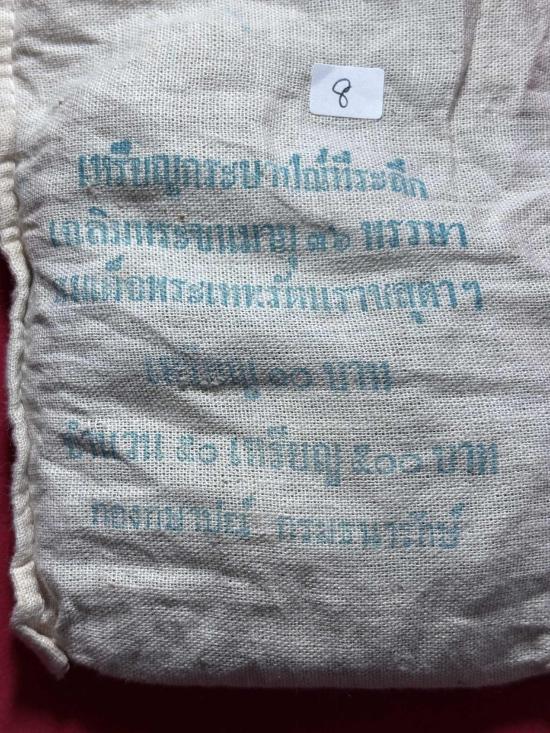 8
เหรียญกษาปณ์ที่ระลึก
เฉลิมพระชนมายุ ๓๖ พรรษา
สมเด็จพระเทพรัตนราชสุดาฯ
เหรียญ ๑๐ บาท
จำนวน ๕๐ เหรียญ ๕๐๐ บาท
กองกษาปณ์ กรมธนารักษ์